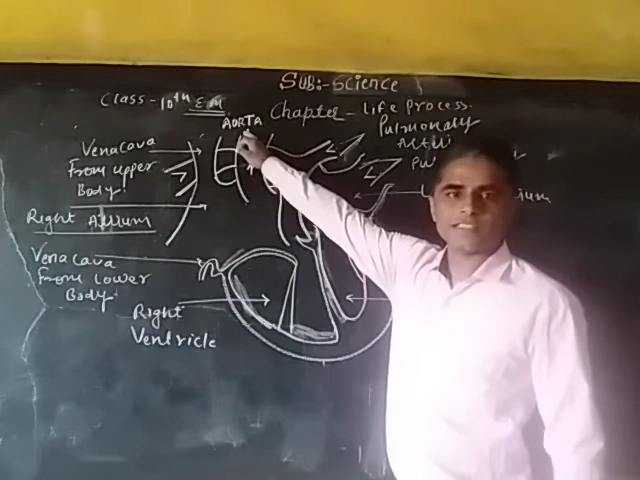 SUB:- Science
Class - 10th E.M
Chapter - Life Process.
AORTA
Venacava
From upper
Body.
Right Atrium
Venacava
From Lower
Body.
Right
Ventricle
Pulmonary